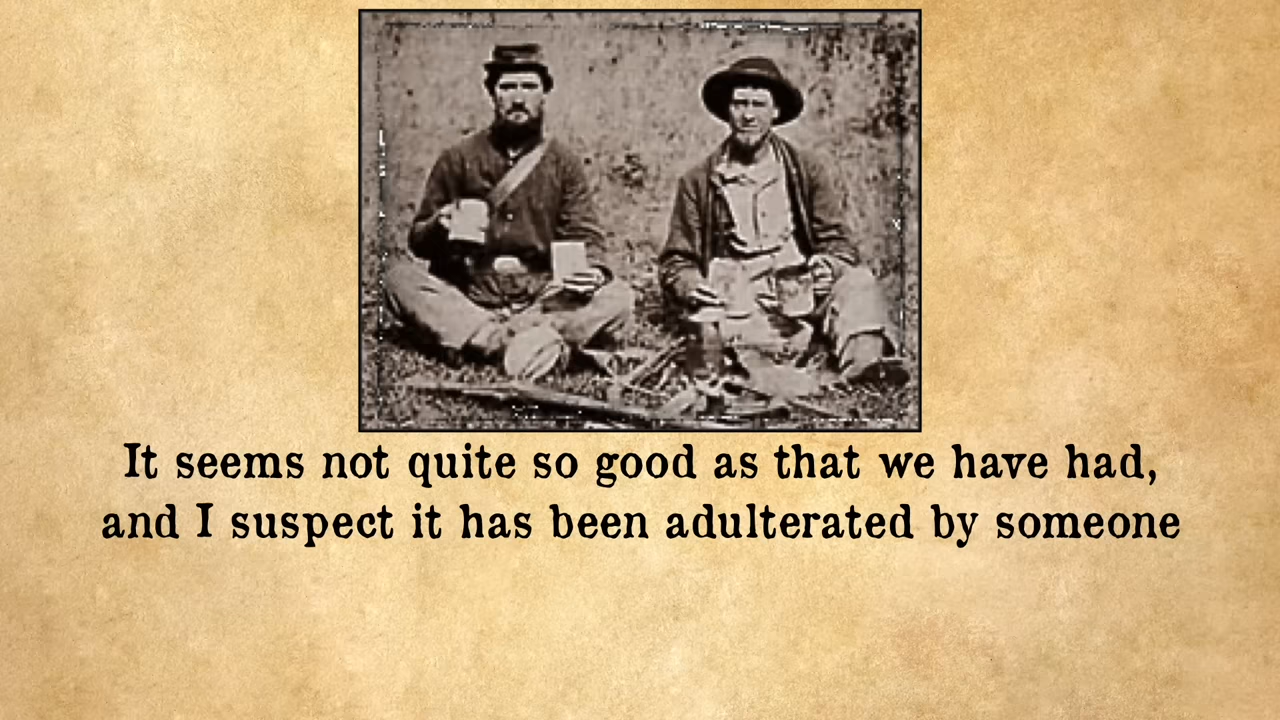 It seems not quite so good as that we have had,
and I suspect it has been adulterated by someone